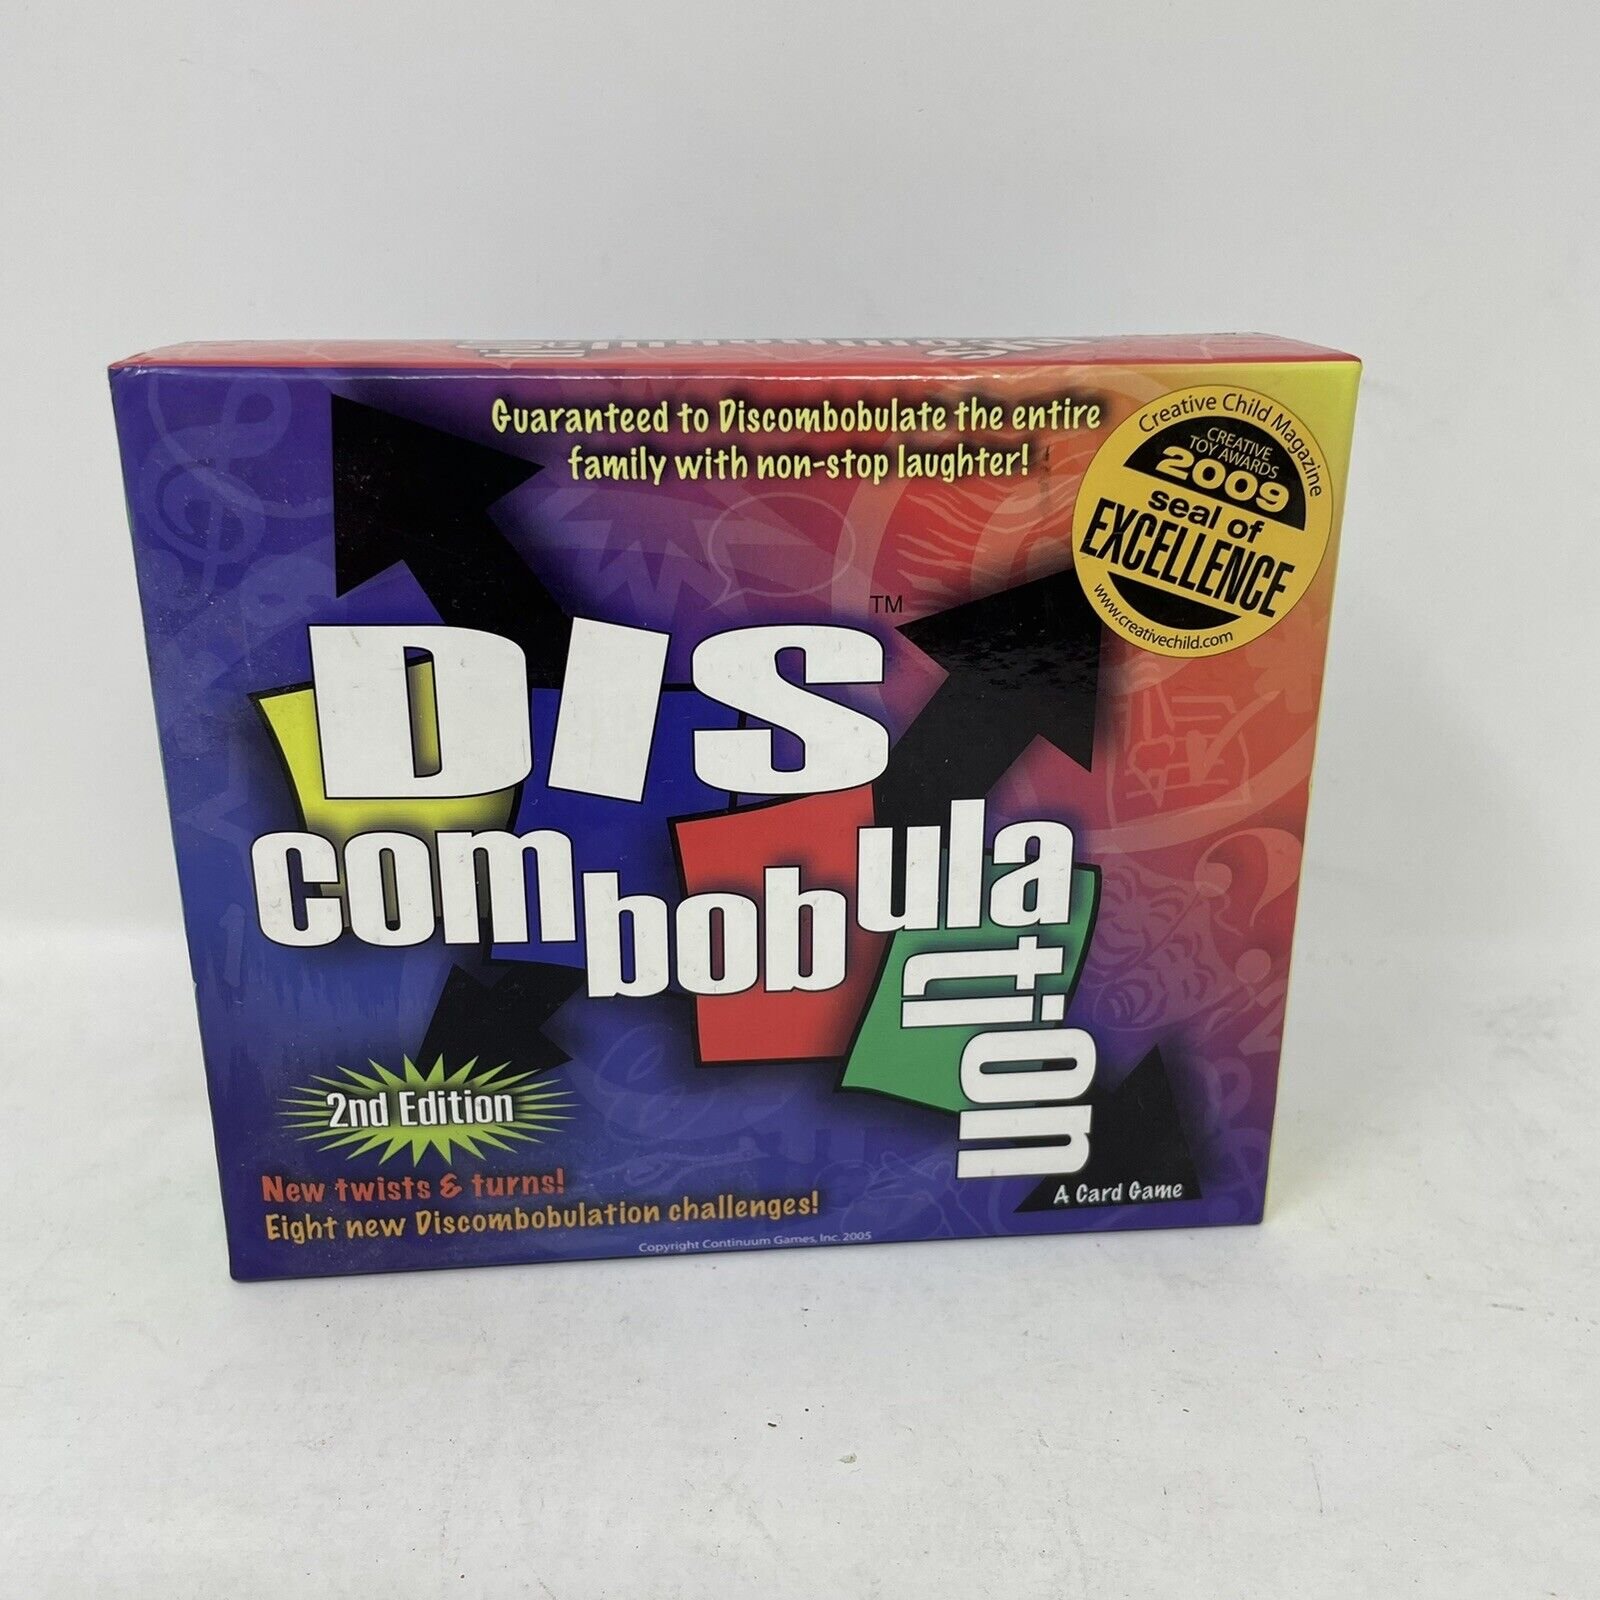 Guaranteed to Discombobulate the entire
family with non-stop laughter!
Creative Child Magazine
CREATIVE
TOY AWARDS
2009
seal of
EXCELLENCE
www.creativechild.com
DIS™
combobulation
2nd Edition
New twists & turns!
Eight new Discombobulation challenges!
A Card Game
Copyright Continuum Games, Inc. 2005